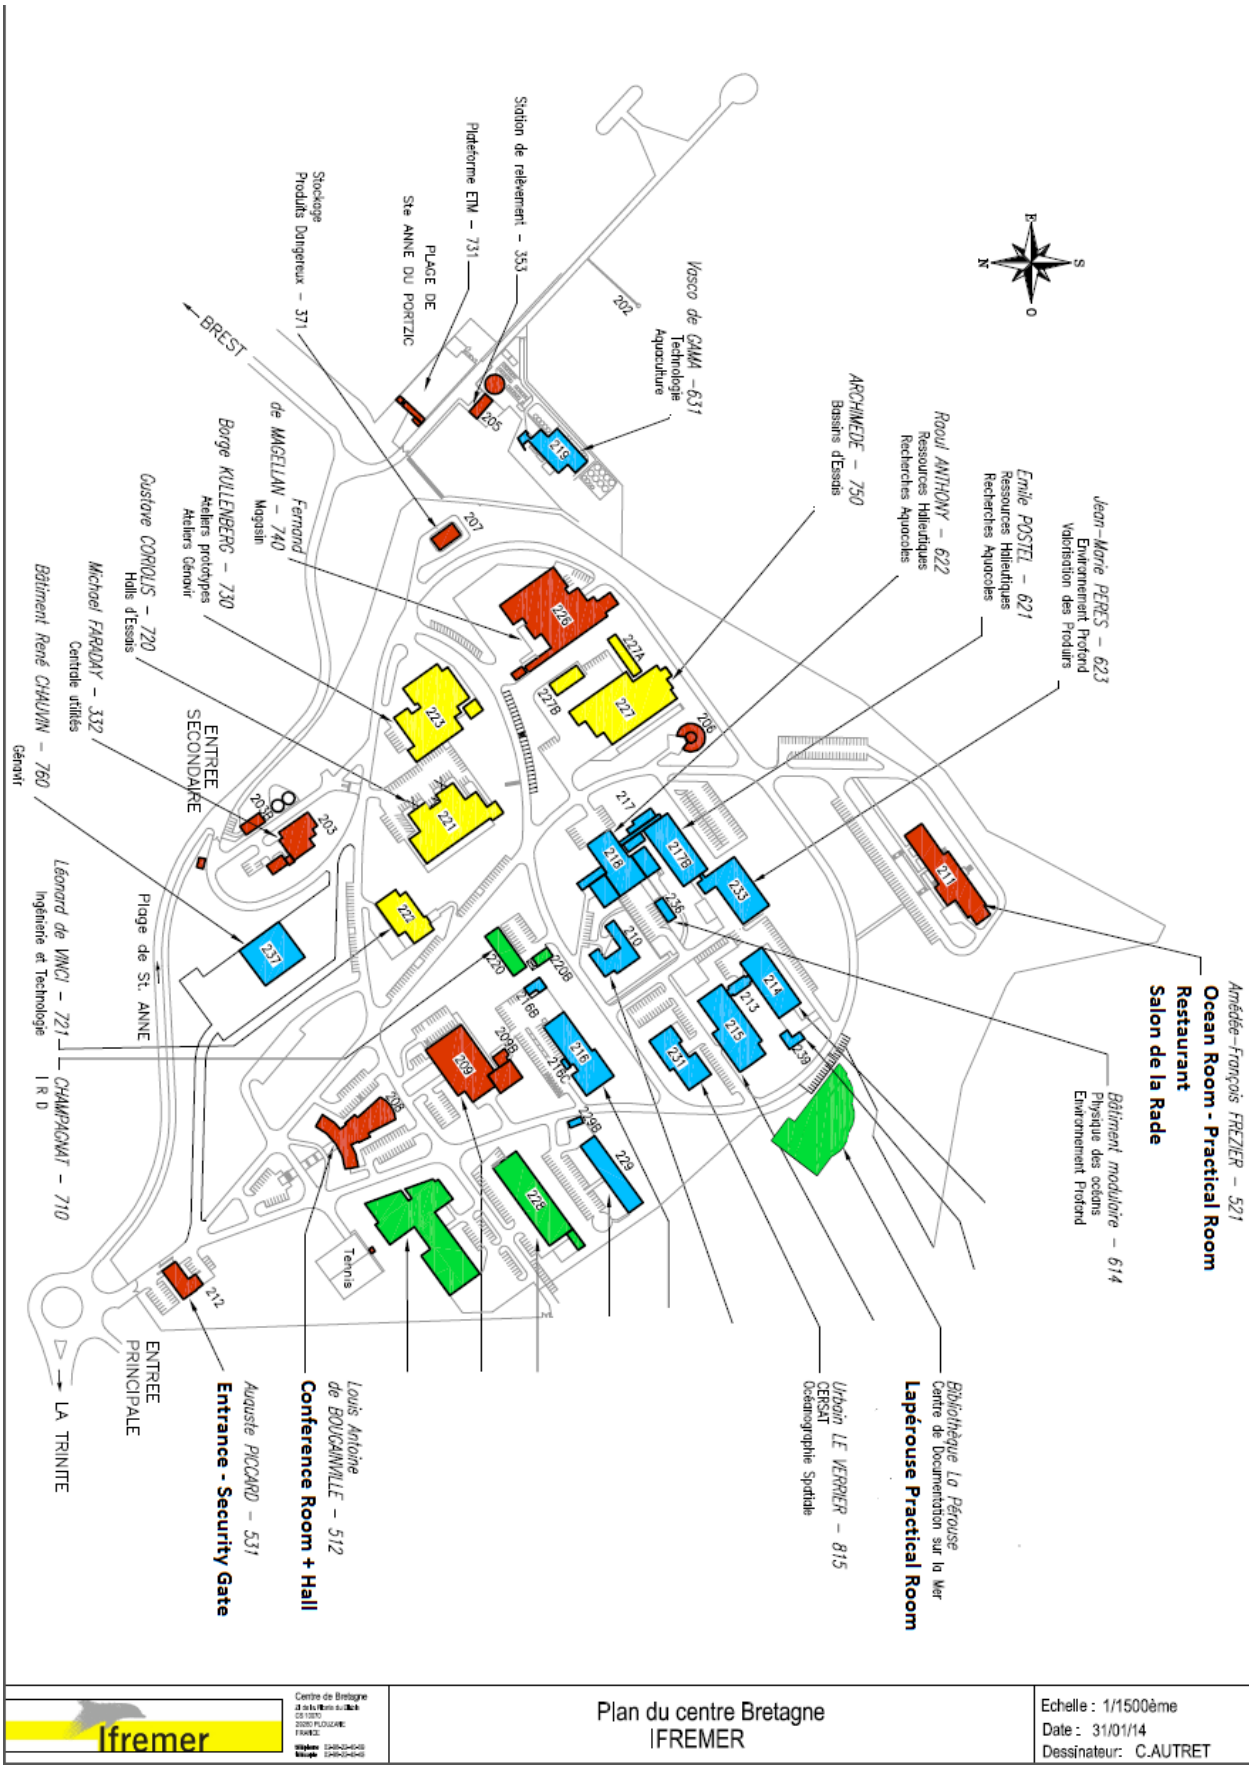 Station de relèvement - 353
Plateforme ETM - 731
PLAGE DE
Ste ANNE DU PORTZIC
Stockage
Produits Dangereux - 371
BREST
E
S
N
O
202
Vasco de GAMA -631
Technologie
Aquaculture
205
219
207
ARCHIMEDE - 750
Bassins d'Essais
Raoul ANTHONY - 622
Ressources Halieutiques
Recherches Aquacoles
Emile POSTEL - 621
Ressources Halieutiques
Recherches Aquacoles
Jean-Marie PERES - 623
Environement Profond
Valorisation des Produirs
Fernand
de MAGELLAN - 740
Magasin
Borge KULLENBERG - 730
Ateliers prototypes
Ateliers Génavir
Gustave CORIOLIS - 720
Halls d'Essais
Michael FARADAY - 332
Centrale utilités
Bâtiment René CHAUVIN - 760
Génavir
ENTREE
SECONDAIRE
226
227A
227B
227
206
223
221
203B
203
217
217B
218
233
236
210
211
222
237
220
220B
216B
216
216C
214
213
215
239
231
209
209B
208
229B
229
228
212
Tennis
Plage de St. ANNE
Léonard de VINCI - 721
Ingénierie et Technologie
CHAMPAGNAT - 710
I R D
Amédée-François FREZIER - 521
Ocean Room - Practical Room
Restaurant
Salon de la Rade
Bâtiment modulaire - 614
Physique des océans
Environement Profond
Bibliothèque La Pérouse
Centre de Documentation sur la Mer
Lapérouse Practical Room
Urbain LE VERRIER - 815
CERSAT
Océanographie Spatiale
Louis Antoine
de BOUGAINVILLE - 512
Conference Room + Hall
Auguste PICCARD - 531
Entrance - Security Gate
ENTREE
PRINCIPALE
LA TRINITE
Ifremer
Centre de Bretagne
29280 PLOUZANE
FRANCE
Plan du centre Bretagne
IFREMER
Echelle : 1/1500ème
Date : 31/01/14
Dessinateur: C.AUTRET